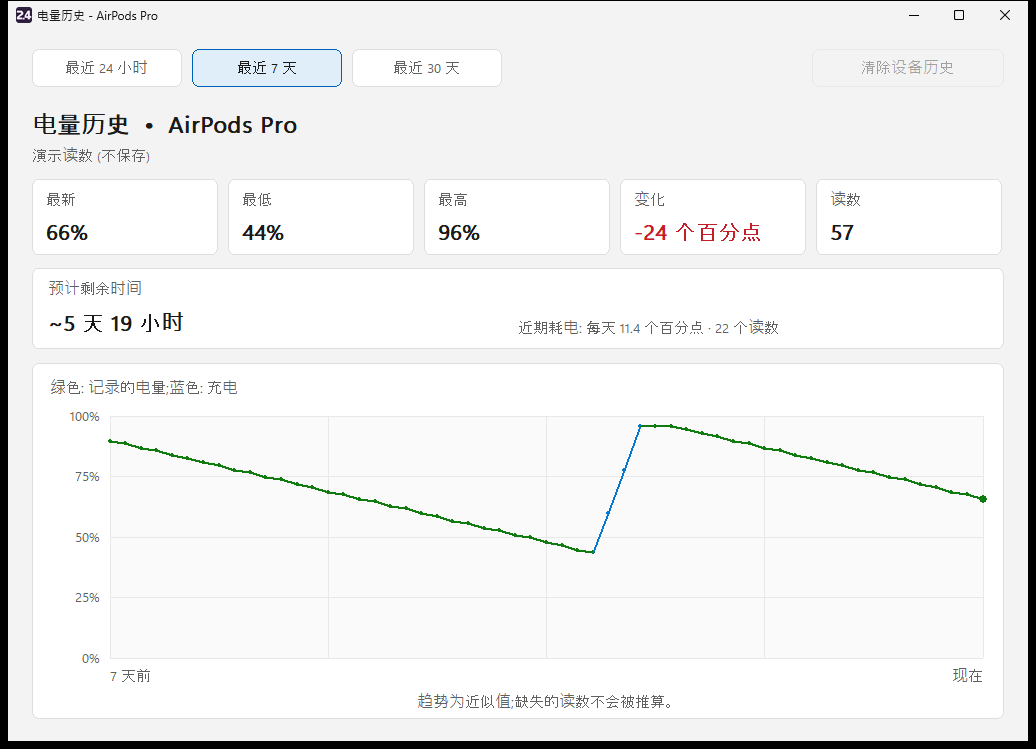 24 电量历史 - AirPods Pro
最近 24 小时
最近 7 天
最近 30 天
清除设备历史
电量历史 • AirPods Pro
演示读数 (不保存)
最新
66%
最低
44%
最高
96%
变化
-24 个百分点
读数
57
预计剩余时间
~5 天 19 小时
近期耗电: 每天 11.4 个百分点 · 22 个读数
绿色: 记录的电量;蓝色: 充电
100%
75%
50%
25%
0%
7 天前
现在
趋势为近似值;缺失的读数不会被推算。